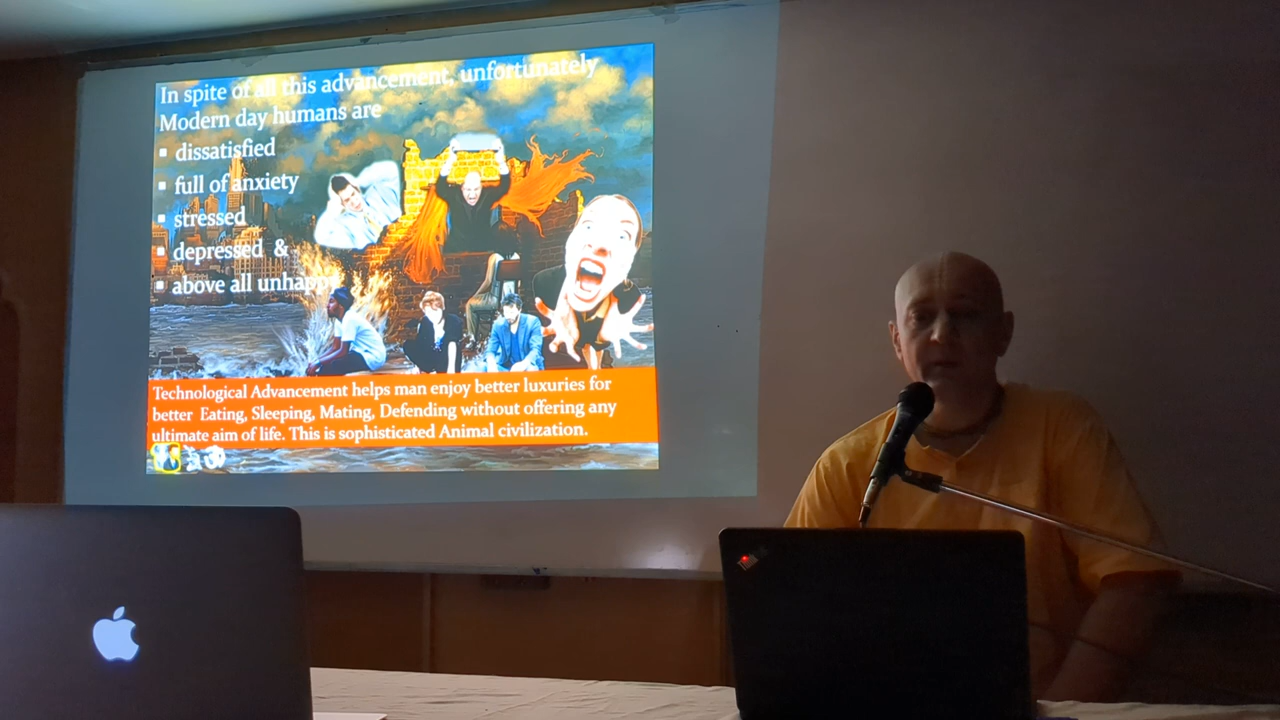 In spite of all this advancement, unfortunately
Modern day humans are
▪ dissatisfied
▪ full of anxiety
▪ stressed
▪ depressed &
▪ above all unhappy
Technological Advancement helps man enjoy better luxuries for
better Eating, Sleeping, Mating, Defending without offering any
ultimate aim of life. This is sophisticated Animal civilization.